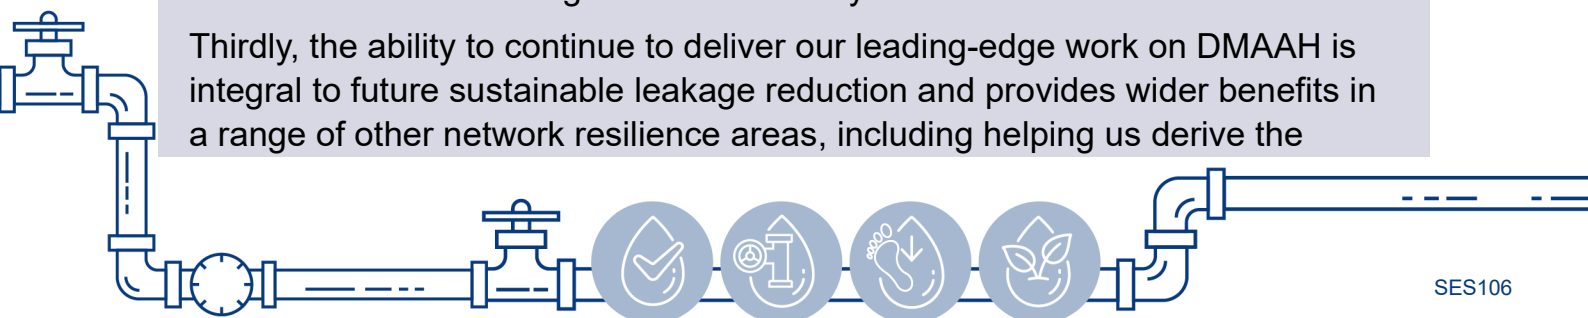 Thirdly, the ability to continue to deliver our leading-edge work on DMAAH is
integral to future sustainable leakage reduction and provides wider benefits in
a range of other network resilience areas, including helping us derive the
SES106